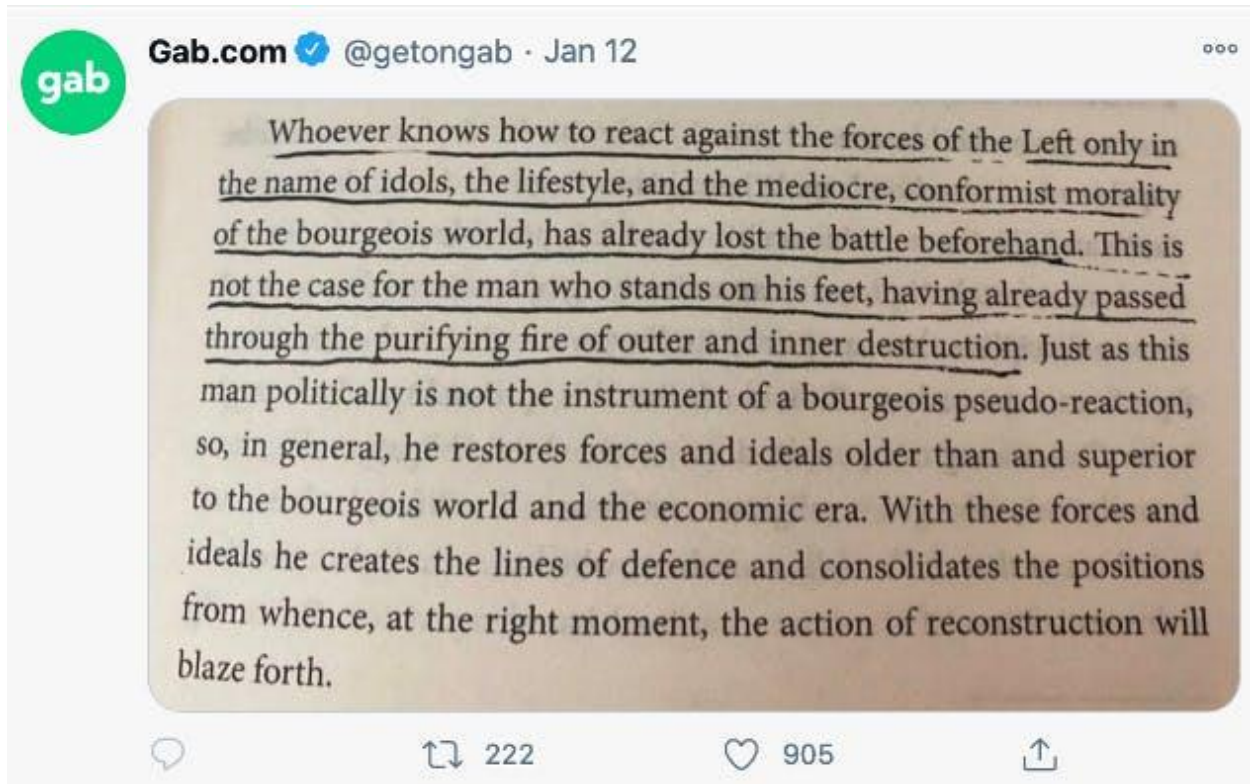 gab
Gab.com @getongab · Jan 12
Whoever knows how to react against the forces of the Left only in
the name of idols, the lifestyle, and the mediocre, conformist morality
of the bourgeois world, has already lost the battle beforehand. This is
not the case for the man who stands on his feet, having already passed
through the purifying fire of outer and inner destruction. Just as this
man politically is not the instrument of a bourgeois pseudo-reaction,
so, in general, he restores forces and ideals older than and superior
to the bourgeois world and the economic era. With these forces and
ideals he creates the lines of defence and consolidates the positions
from whence, at the right moment, the action of reconstruction will
blaze forth.
222 905